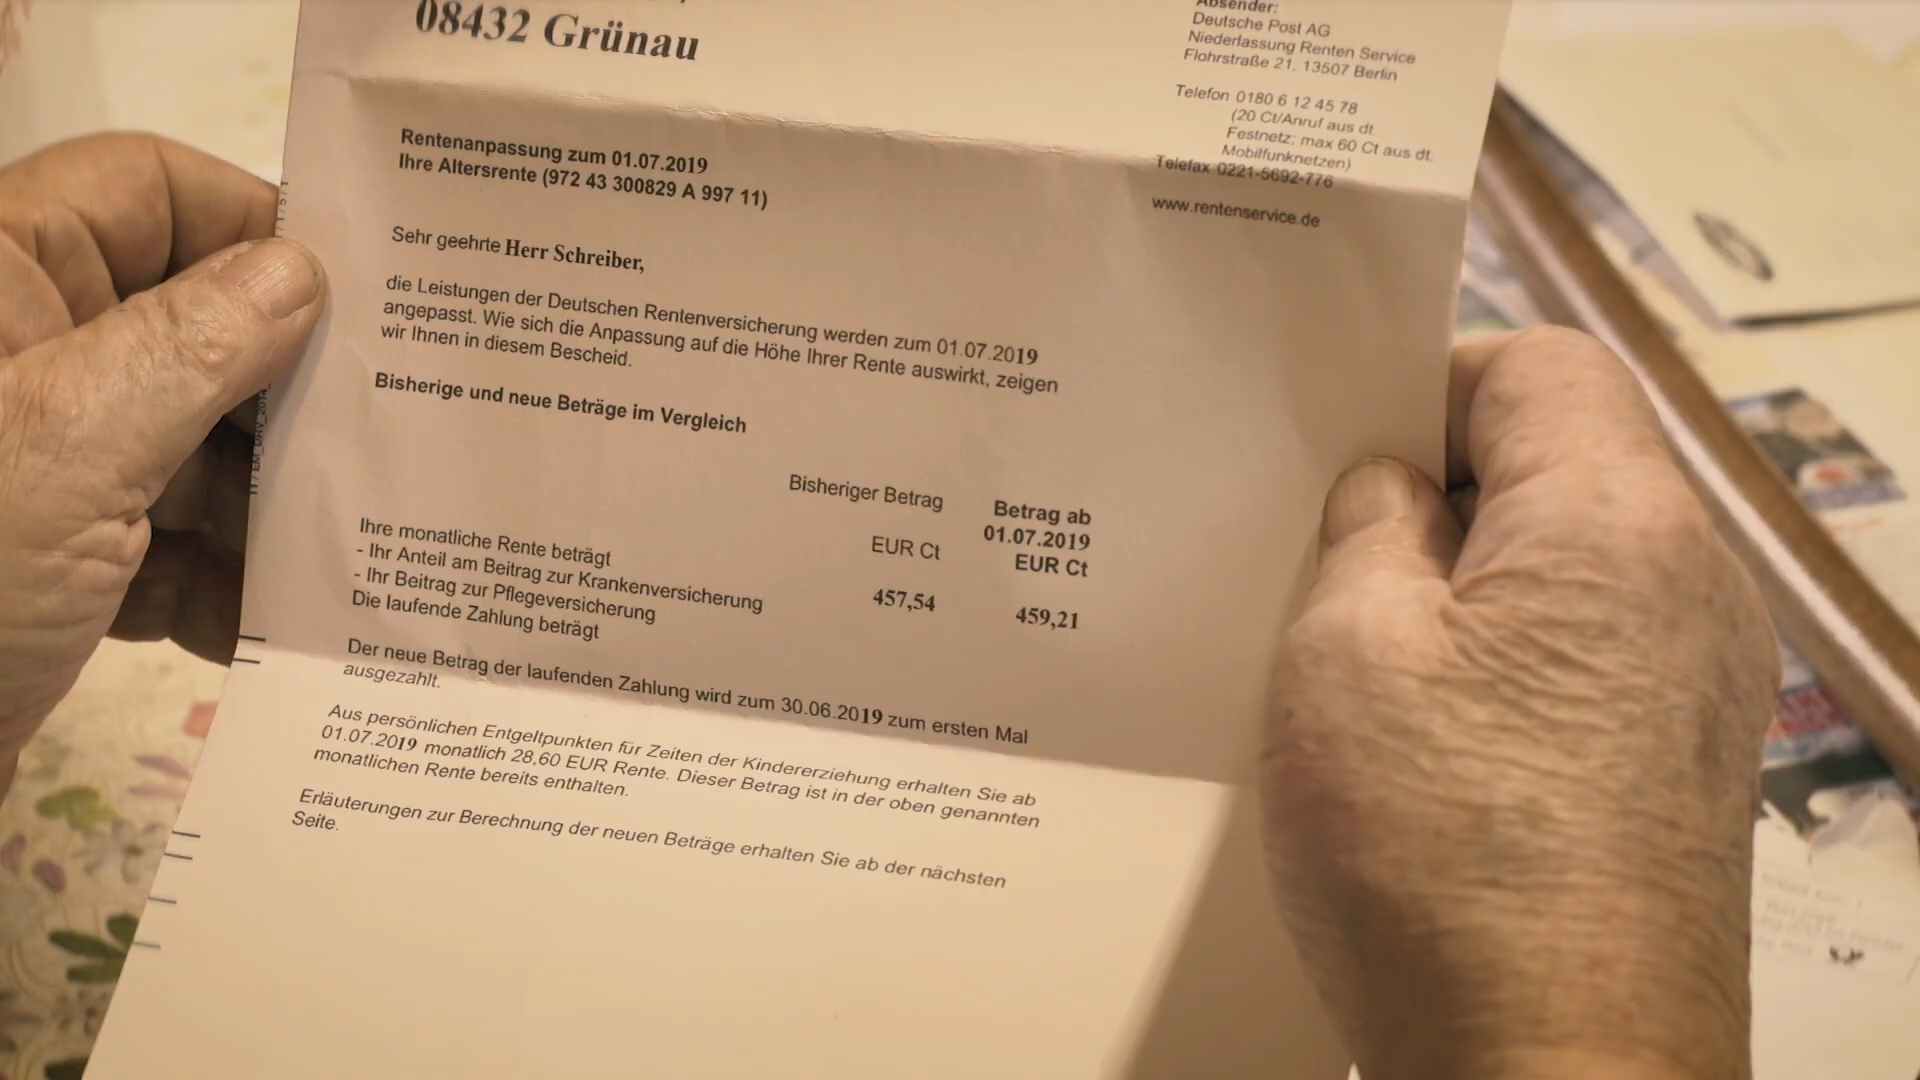 08432 Grünau
Absender:
Deutsche Post AG
Niederlassung Renten Service
Flohrstraße 21, 13507 Berlin
Telefon 0180 6 12 45 78
(20 Ct/Anruf aus dt.
Festnetz; max 60 Ct aus dt.
Mobilfunknetzen)
Telefax 0221-5692-776
www.rentenservice.de
Rentenanpassung zum 01.07.2019
Ihre Altersrente (972 43 300829 A 997 11)
Sehr geehrte Herr Schreiber,
die Leistungen der Deutschen Rentenversicherung werden zum 01.07.2019
angepasst. Wie sich die Anpassung auf die Höhe Ihrer Rente auswirkt, zeigen
wir Ihnen in diesem Bescheid.
Bisherige und neue Beträge im Vergleich
Bisheriger Betrag
EUR Ct
457,54
Betrag ab
01.07.2019
EUR Ct
459,21
Ihre monatliche Rente beträgt
- Ihr Anteil am Beitrag zur Krankenversicherung
- Ihr Beitrag zur Pflegeversicherung
Die laufende Zahlung beträgt
Der neue Betrag der laufenden Zahlung wird zum 30.06.2019 zum ersten Mal
ausgezahlt.
Aus persönlichen Entgeltpunkten für Zeiten der Kindererziehung erhalten Sie ab
01.07.2019 monatlich 28,60 EUR Rente. Dieser Betrag ist in der oben genannten
monatlichen Rente bereits enthalten.
Erläuterungen zur Berechnung der neuen Beträge erhalten Sie ab der nächsten
Seite.